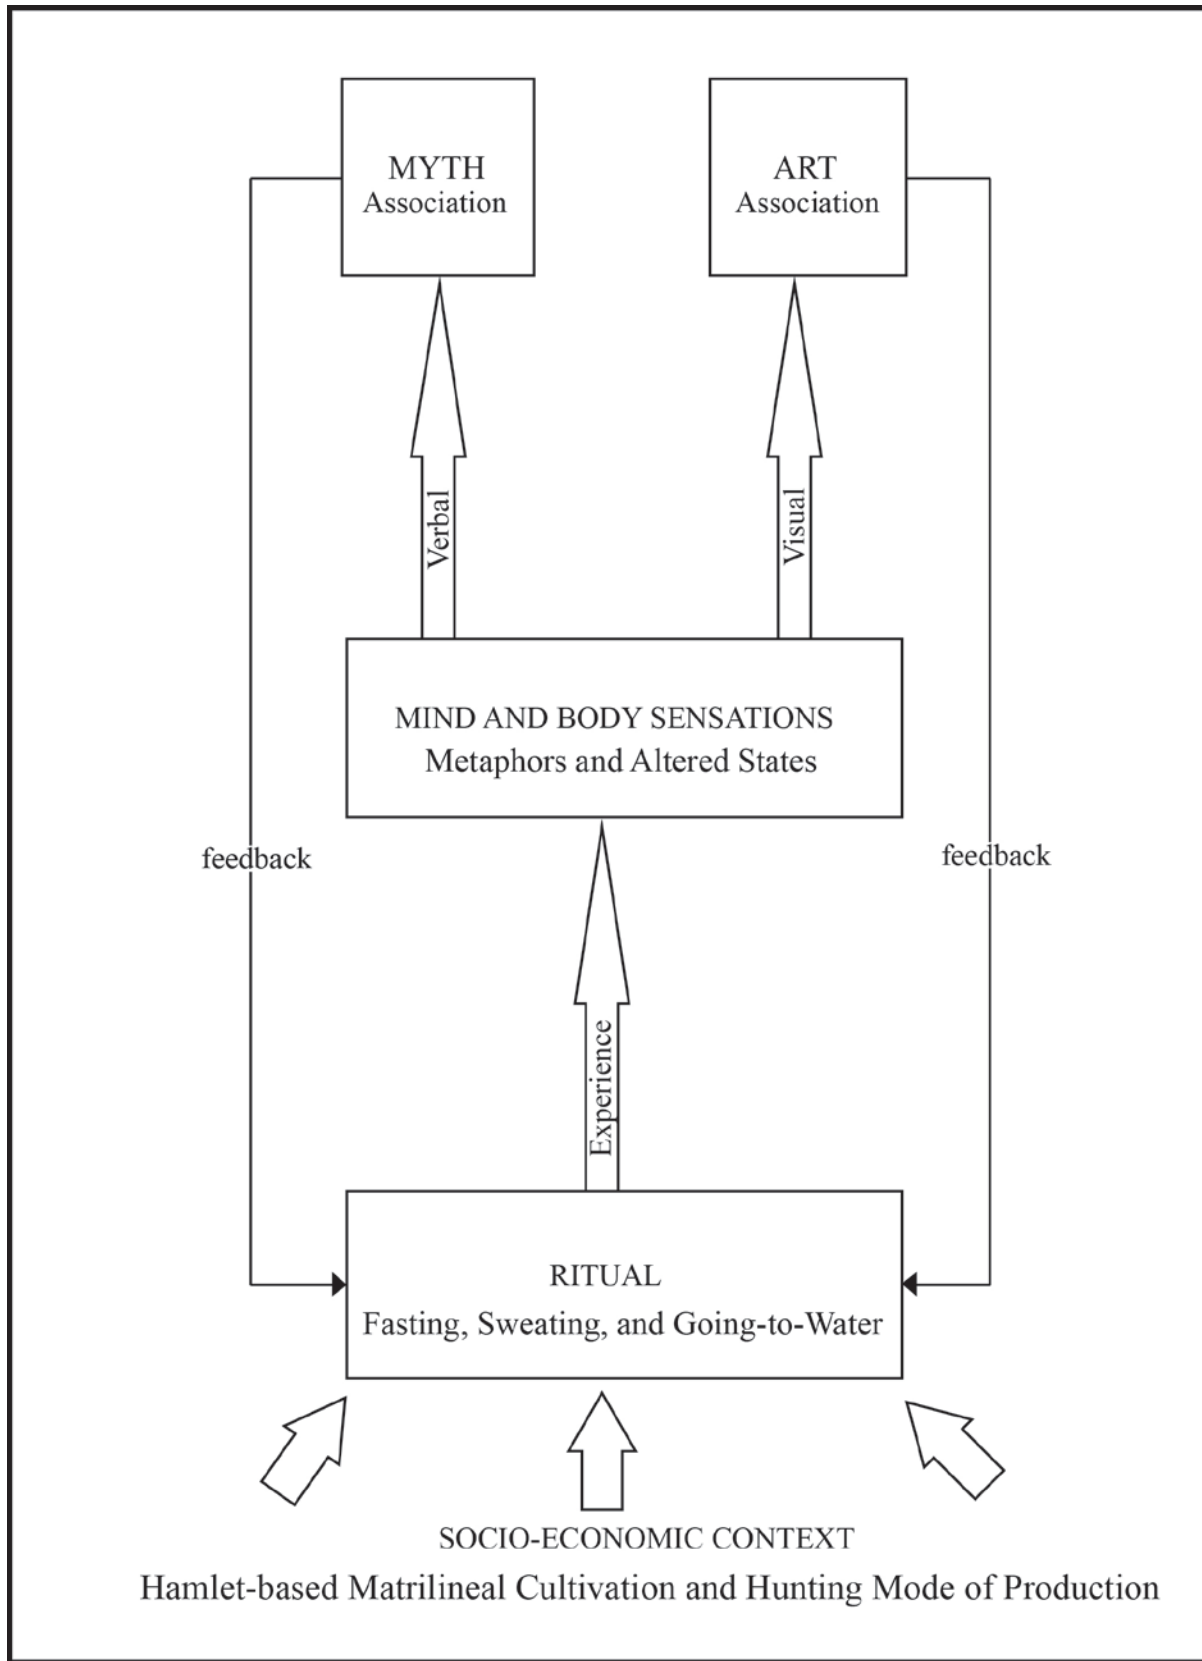 MYTH
Association
ART
Association
Verbal
Visual
MIND AND BODY SENSATIONS
Metaphors and Altered States
feedback
feedback
Experience
RITUAL
Fasting, Sweating, and Going-to-Water
SOCIO-ECONOMIC CONTEXT
Hamlet-based Matrilineal Cultivation and Hunting Mode of Production